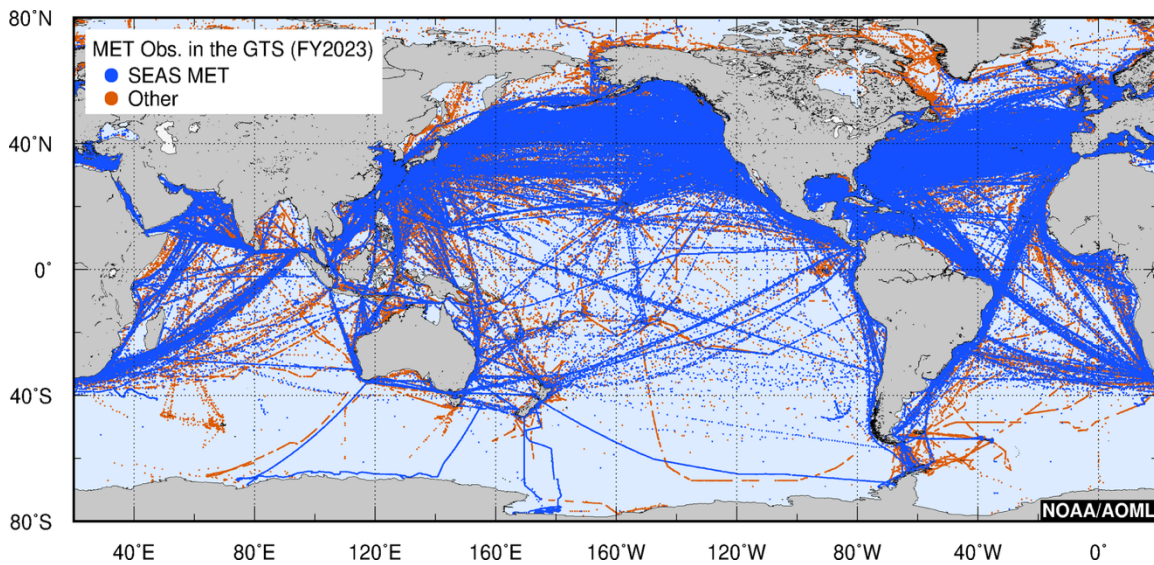 80°N
MET Obs. in the GTS (FY2023)
SEAS MET
Other
40°N
0°
40°S
80°S
NOAA/AOML
40°E 80°E 120°E 160°E 160°W 120°W 80°W 40°W 0°